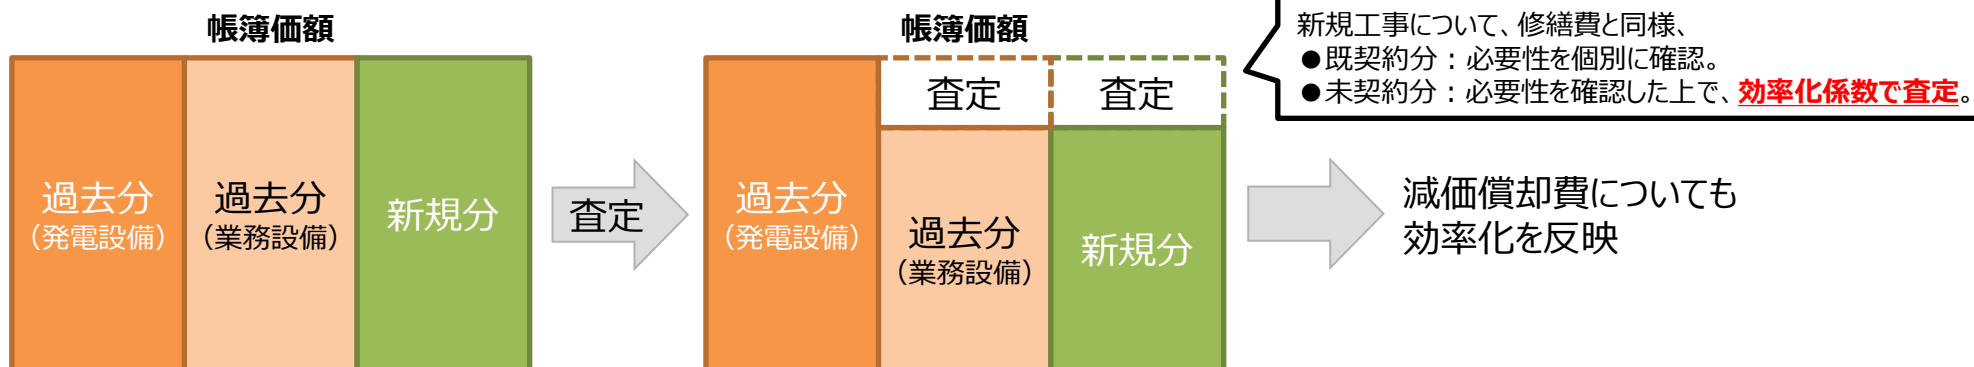 帳簿価額
過去分
（発電設備）
過去分
（業務設備）
新規分
査定
帳簿価額
査定
査定
過去分
（発電設備）
過去分
（業務設備）
新規分
新規工事について、修繕費と同様、
●既契約分：必要性を個別に確認。
●未契約分：必要性を確認した上で、効率化係数で査定。
減価償却費についても
効率化を反映